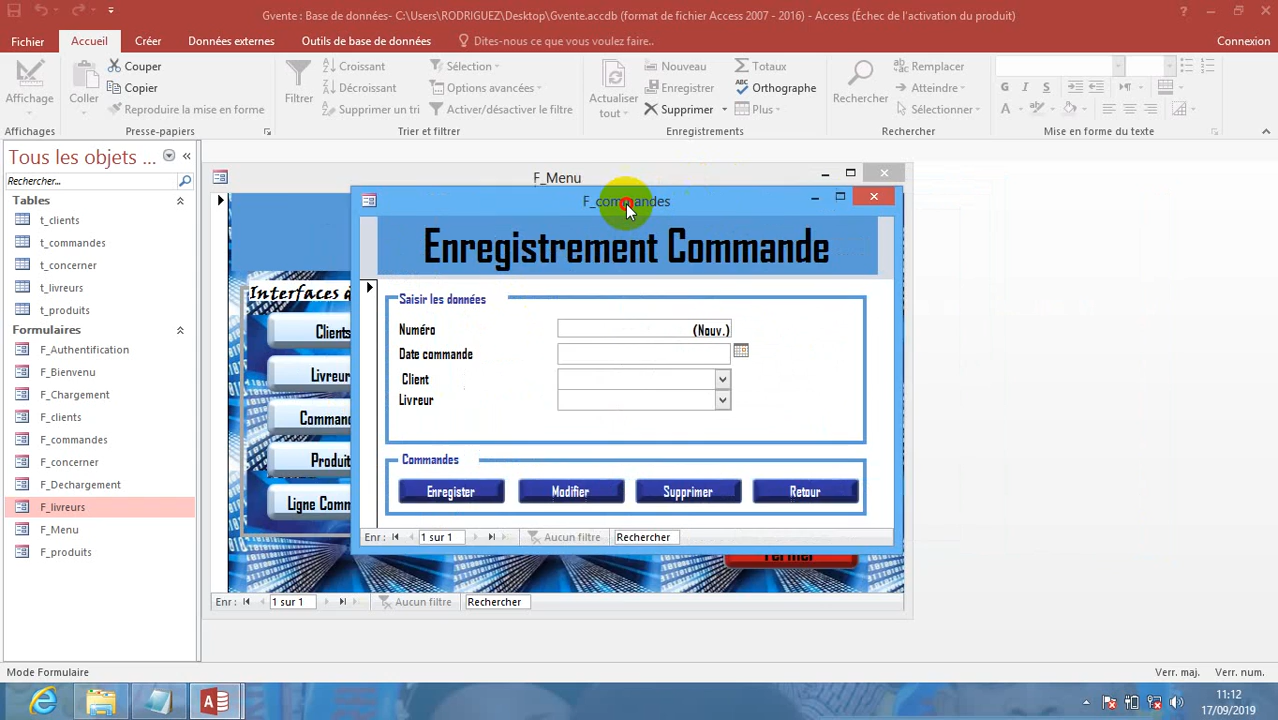 Gvente : Base de données- C:\Users\RODRIGUEZ\Desktop\Gvente.accdb (format de fichier Access 2007 - 2016) - Access (Échec de l'activation du produit)
Fichier Accueil Créer Données externes Outils de base de données Dites-nous ce que vous voulez faire.. Connexion
Affichage
Affichages
Coller
Couper
Copier
Reproduire la mise en forme
Presse-papiers
Filtrer
Croissant
Décroissant
Supprimer un tri
Sélection
Options avancées
Activer/désactiver le filtre
Trier et filtrer
Actualiser
tout
Nouveau
Enregistrer
Supprimer
Totaux
Orthographe
Plus
Enregistrements
Rechercher
Remplacer
Atteindre
Sélectionner
Rechercher
G I S
A
Mise en forme du texte
Tous les objets ...
Rechercher...
Tables
t_clients
t_commandes
t_concerner
t_livreurs
t_produits
Formulaires
F_Authentification
F_Bienvenu
F_Chargement
F_clients
F_commandes
F_concerner
F_Dechargement
F_livreurs
F_Menu
F_produits
F_Menu
Interfaces d
Clients
Livreur
Command
Produit
Ligne Comm
Fermer
Enr : 1 sur 1 Aucun filtre Rechercher
F_commandes
Enregistrement Commande
Saisir les données
Numéro (Nouv.)
Date commande
Client
Livreur
Commandes
Enregister Modifier Supprimer Retour
Enr : 1 sur 1 Aucun filtre Rechercher
Mode Formulaire Verr. maj. Verr. num.
11:12
17/09/2019